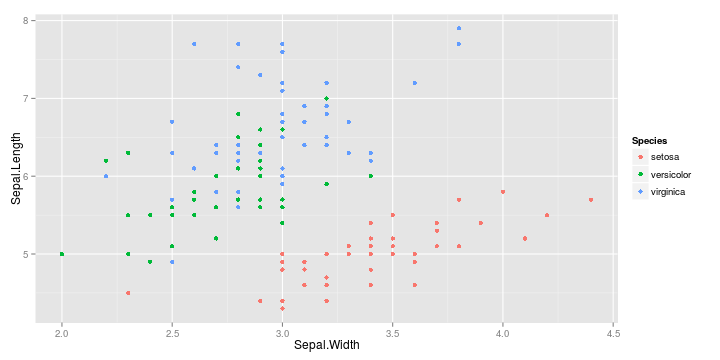 8
7
6
5
Sepal.Length
2.0 2.5 3.0 3.5 4.0 4.5
Sepal.Width
Species
setosa
versicolor
virginica